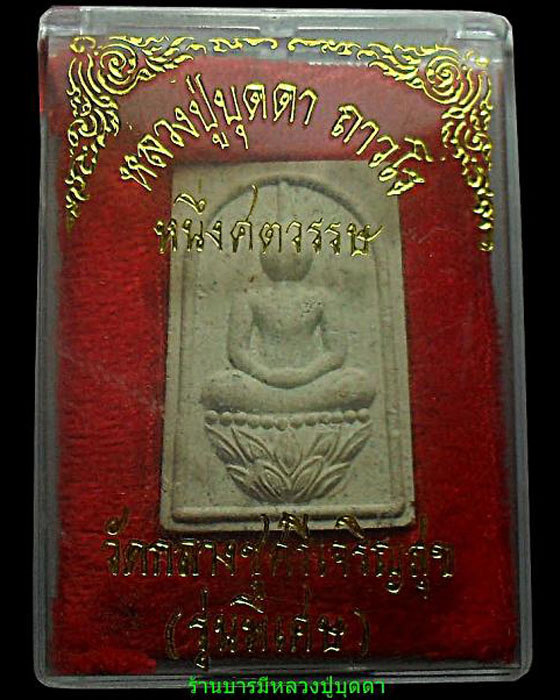 หลวงปู่บุดดา ถาวโร
หนึ่งศตวรรษ
วัดกลางชูศรีเจริญสุข
(รุ่นพิเศษ)
ร้านบารมีหลวงปู่บุดดา